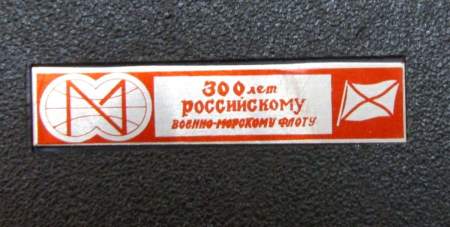 300 лет
российскому
военно-морскому флоту